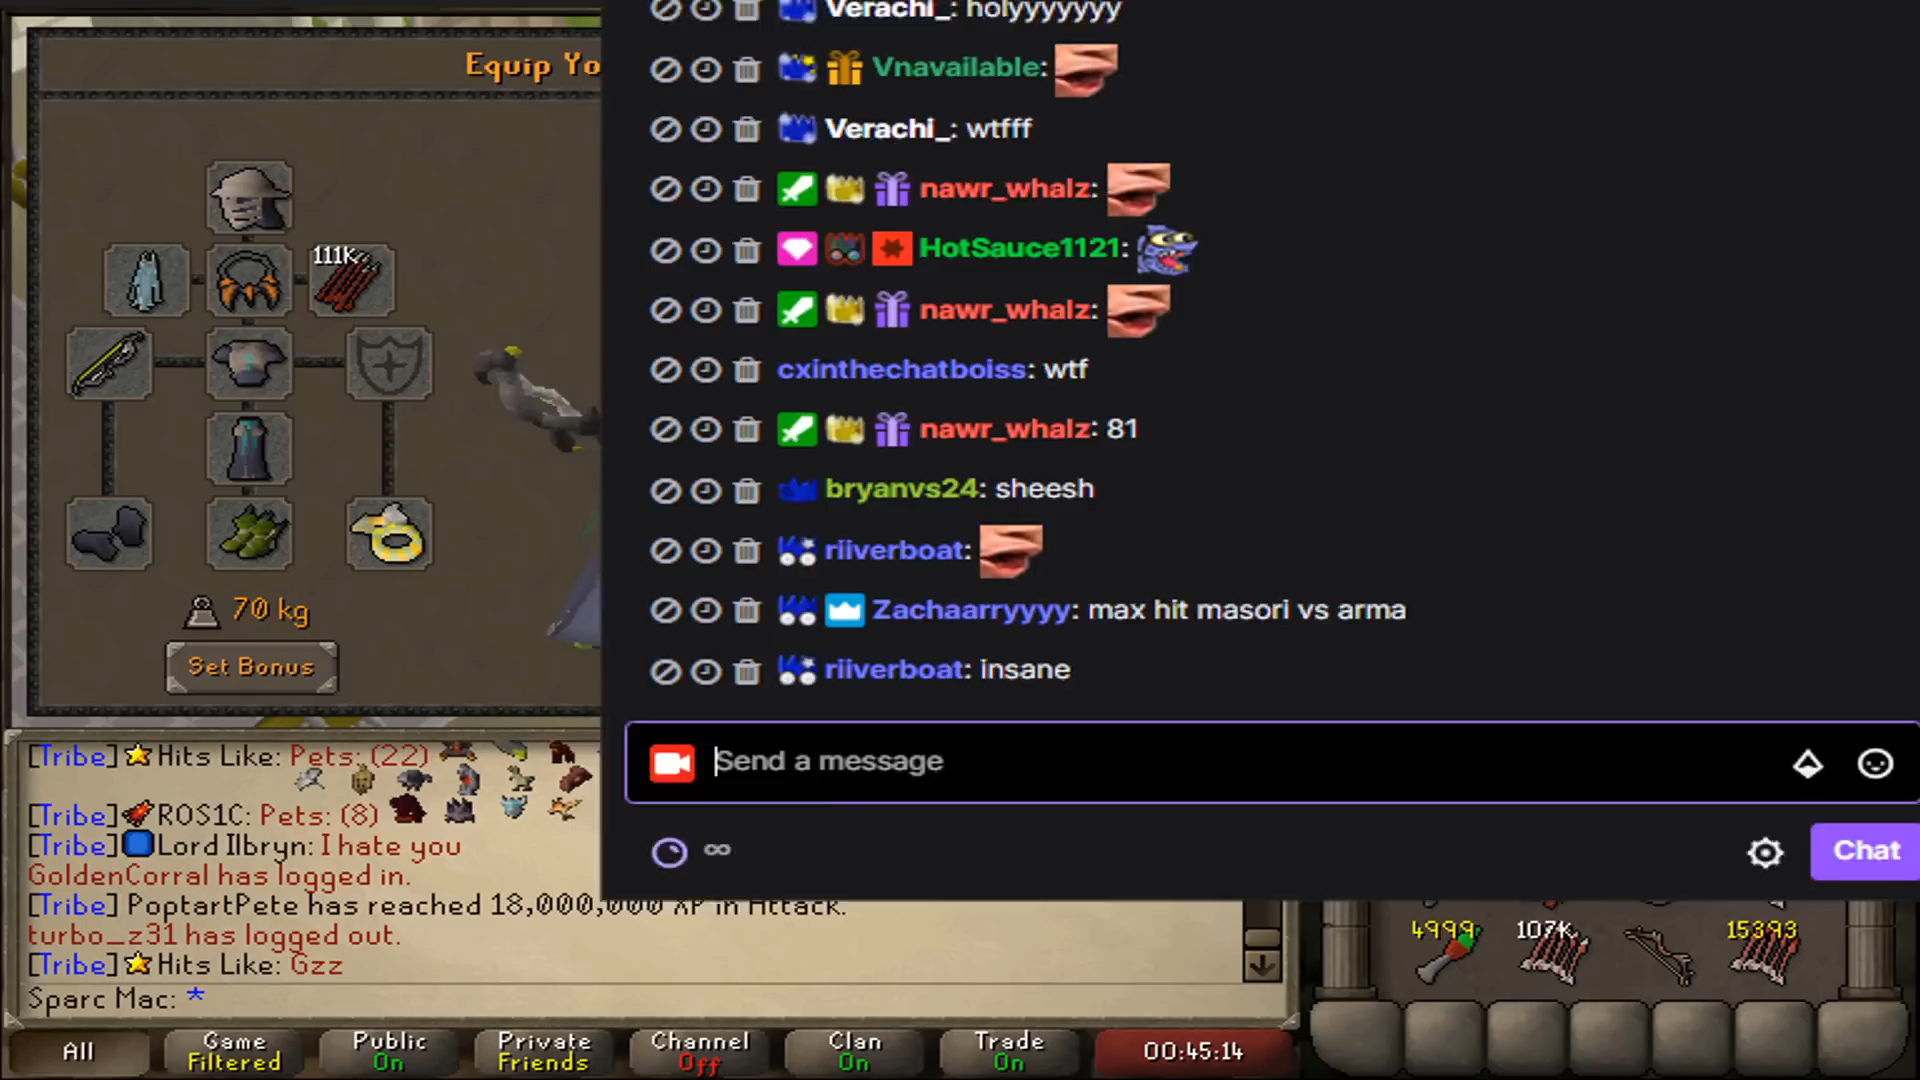 Equip Yo
111K
70 kg
Set Bonus
Verachi_: holyyyyyyy
Vnavailable:
Verachi_: wtfff
nawr_whalz:
HotSauce1121:
nawr_whalz:
cxinthechatboiss: wtf
nawr_whalz: 81
bryanvs24: sheesh
riiverboat:
Zachaarryyyy: max hit masori vs arma
riiverboat: insane
Send a message
∞
Chat
[Tribe] Hits Like: Pets: (22)
[Tribe] ROS1C: Pets: (8)
[Tribe] Lord Ilbryn: I hate you
GoldenCorral has logged in.
[Tribe] PoptartPete has reached 18,000,000 XP in Attack.
turbo_z31 has logged out.
[Tribe] Hits Like: Gzz
Sparc Mac: *
4999
107K
15393
All
Game
Filtered
Public
On
Private
Friends
Channel
Off
Clan
On
Trade
On
00:45:14